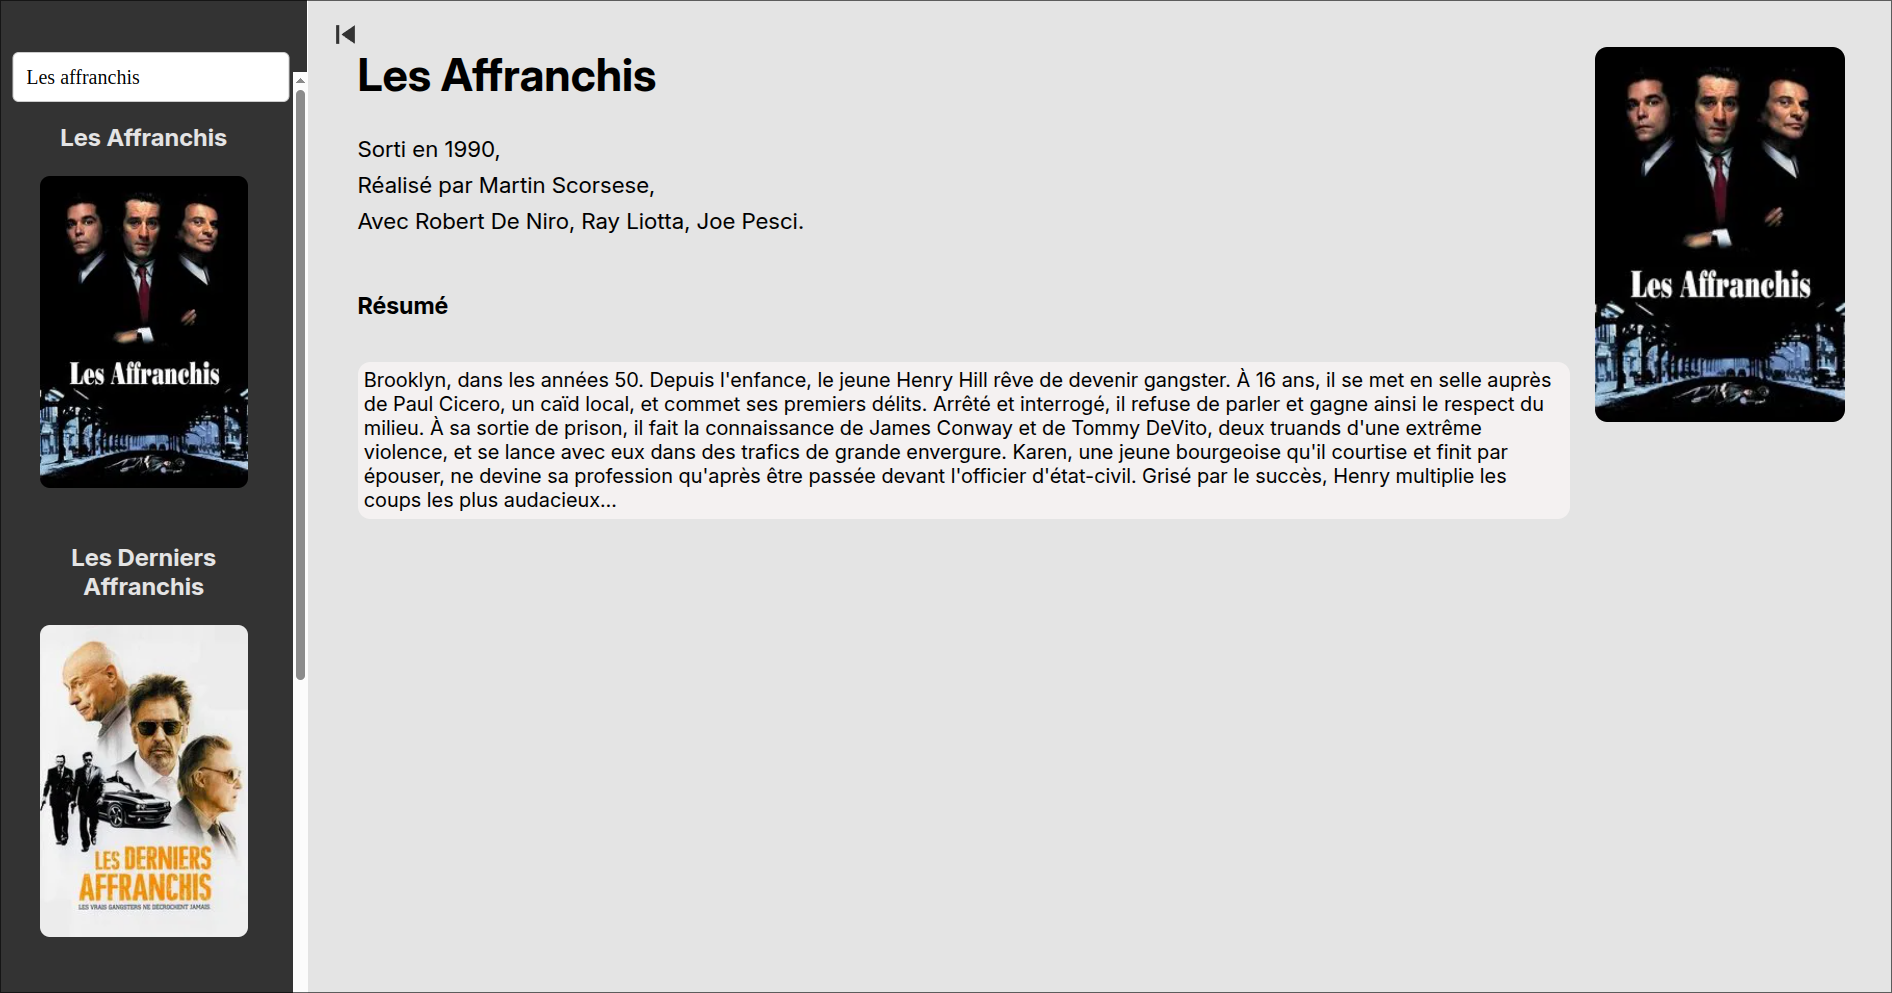 Les affranchis
Les Affranchis
Les Affranchis
Les Derniers
Affranchis
LES DERNIERS
AFFRANCHIS
LES VRAIS GANGSTERS NE DÉCROCHENT JAMAIS
Les Affranchis
Sorti en 1990,
Réalisé par Martin Scorsese,
Avec Robert De Niro, Ray Liotta, Joe Pesci.
Résumé
Brooklyn, dans les années 50. Depuis l'enfance, le jeune Henry Hill rêve de devenir gangster. À 16 ans, il se met en selle auprès
de Paul Cicero, un caïd local, et commet ses premiers délits. Arrêté et interrogé, il refuse de parler et gagne ainsi le respect du
milieu. À sa sortie de prison, il fait la connaissance de James Conway et de Tommy DeVito, deux truands d'une extrême
violence, et se lance avec eux dans des trafics de grande envergure. Karen, une jeune bourgeoise qu'il courtise et finit par
épouser, ne devine sa profession qu'après être passée devant l'officier d'état-civil. Grisé par le succès, Henry multiplie les
coups les plus audacieux...
Les Affranchis